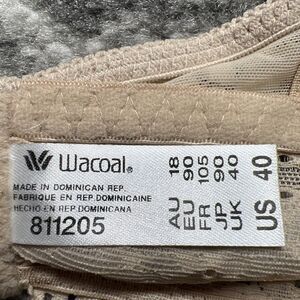 Wacoal®
MADE IN DOMINICAN REP.
FABRIQUE EN REP.DOMINICAINE
HECHO EN REP.DOMINICANA
811205
AU 18
EU 90
FR 105
JP 90
UK 40
US 40